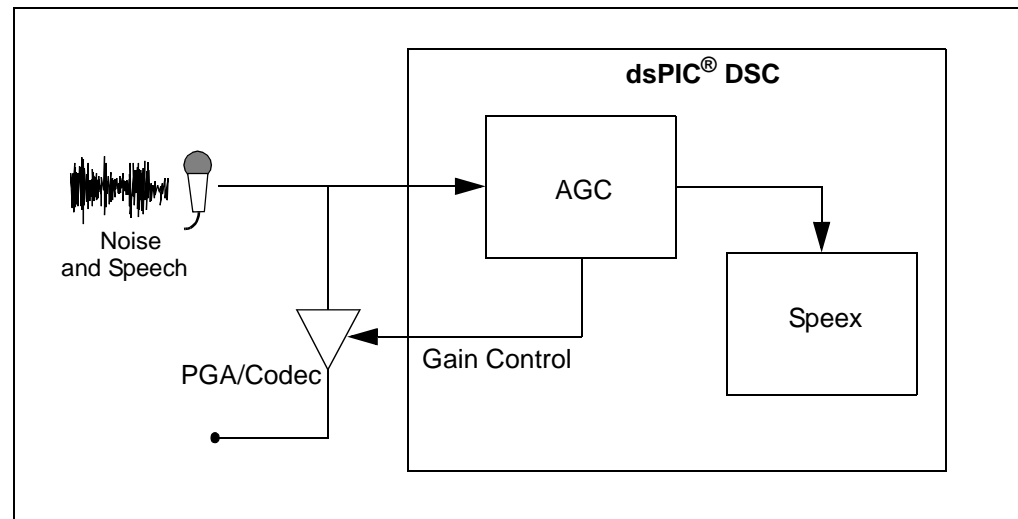 dsPIC® DSC
AGC
Noise
and Speech
Speex
Gain Control
PGA/Codec